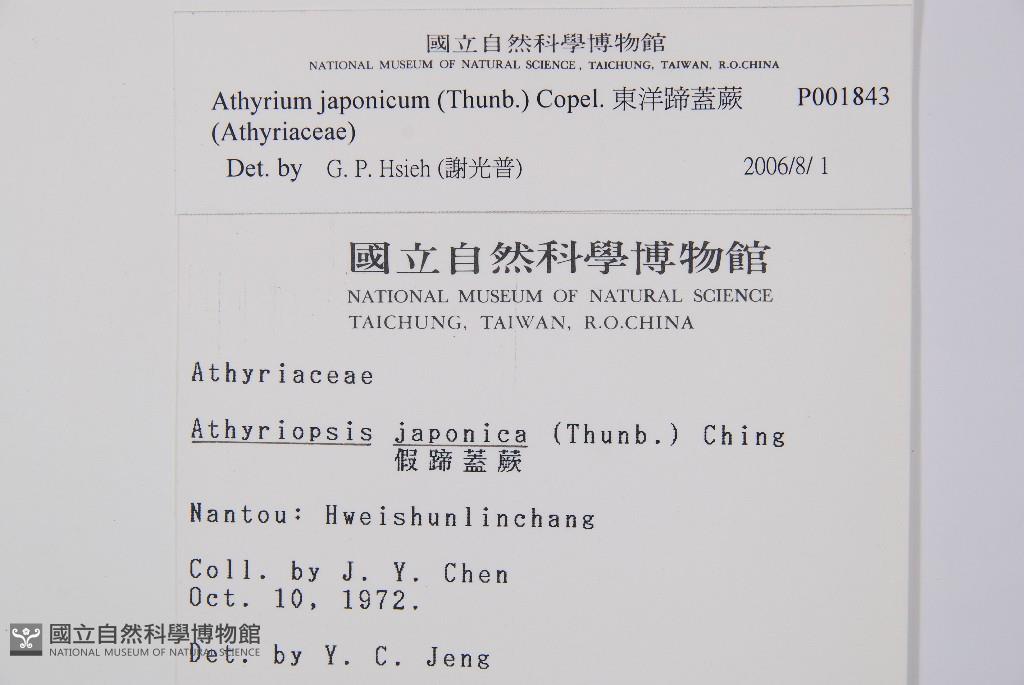 國立自然科學博物館
NATIONAL MUSEUM OF NATURAL SCIENCE, TAICHUNG, TAIWAN, R.O.CHINA
Athyrium japonicum (Thunb.) Copel. 東洋蹄蓋蕨 P001843
(Athyriaceae)
Det. by G. P. Hsieh (謝光普) 2006/8/ 1
國立自然科學博物館
NATIONAL MUSEUM OF NATURAL SCIENCE
TAICHUNG, TAIWAN, R.O.CHINA
Athyriaceae
Athyriopsis japonica (Thunb.) Ching
假蹄蓋蕨
Nantou: Hweishunlinchang
Coll. by J. Y. Chen
Oct. 10, 1972.
Det. by Y. C. Jeng
國立自然科學博物館
NATIONAL MUSEUM OF NATURAL SCIENCE